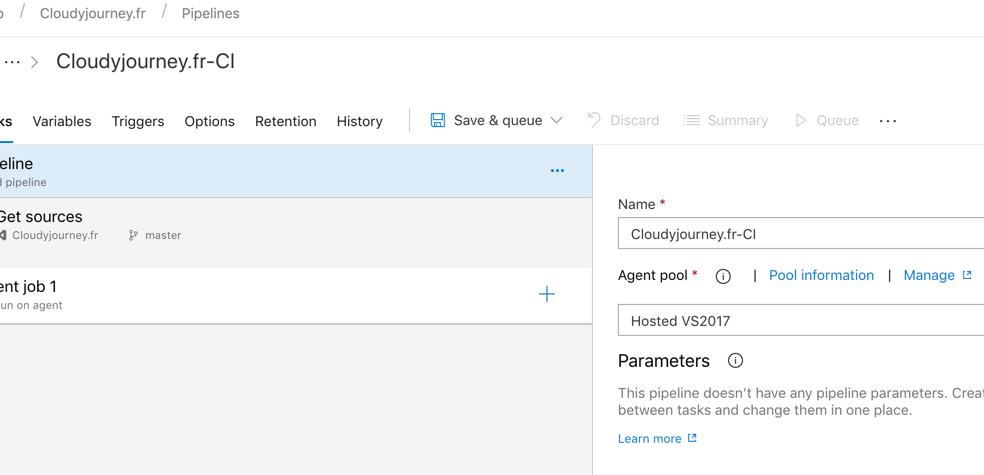 / Cloudyjourney.fr / Pipelines
... > Cloudyjourney.fr-CI
ks Variables Triggers Options Retention History Save & queue Discard Summary Queue ...
eline
d pipeline
Get sources
Cloudyjourney.fr master
ent job 1
un on agent
Name *
Cloudyjourney.fr-CI
Agent pool * | Pool information | Manage
Hosted VS2017
Parameters
This pipeline doesn't have any pipeline parameters. Creat
between tasks and change them in one place.
Learn more